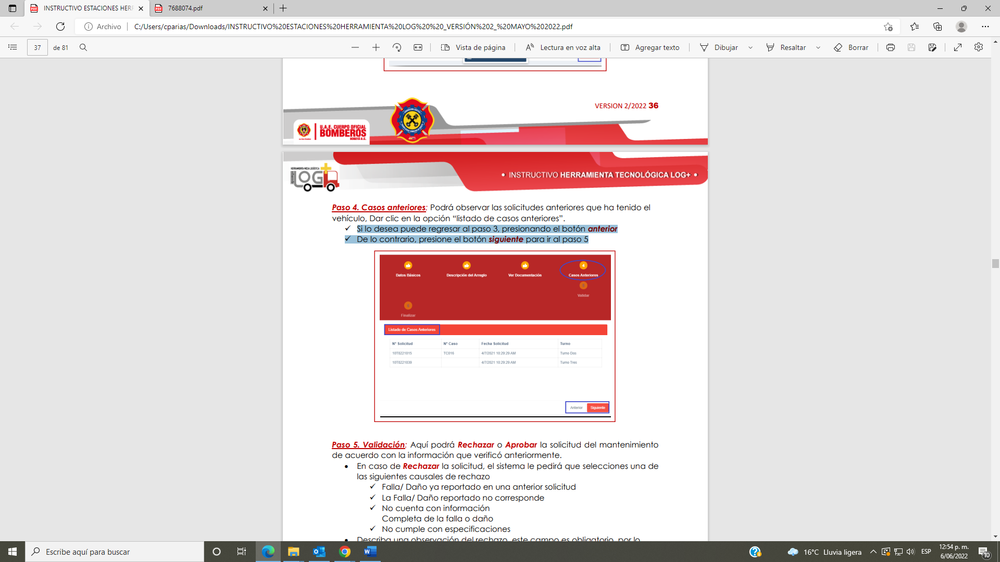 INSTRUCTIVO ESTACIONES HERR
7688074.pdf
Archivo
C:/Users/cparias/Downloads/INSTRUCTIVO%20ESTACIONES%20HERRAMIENTA%20LOG%20%20_VERSIÓN%202_%20MAYO%202022.pdf
37 de 81
Vista de página
Lectura en voz alta
Agregar texto
Dibujar
Resaltar
Borrar
VERSION 2/2022 36
U.A.E. CUERPO OFICIAL
BOMBEROS
BOGOTÁ D.C.
HERRAMIENTA MESA LOGÍSTICA
LOG
• INSTRUCTIVO HERRAMIENTA TECNOLÓGICA LOG+ •
Paso 4. Casos anteriores: Podrá observar las solicitudes anteriores que ha tenido el
vehículo, Dar clic en la opción “listado de casos anteriores”.
✓ Si lo desea puede regresar al paso 3, presionando el botón anterior
✓ De lo contrario, presione el botón siguiente para ir al paso 5
4
Datos Básicos Descripción del Arreglo Ver Documentación Casos Anteriores
5
Validar
6
Finalizar
Listado de Casos Anteriores
N° Solicitud N° Caso Fecha Solicitud Turno
10T0221015 TC016 4/7/2021 10:29:29 AM Turno Dos
10T0221039 4/7/2021 10:29:29 AM Turno Tres
Anterior Siguiente
Paso 5. Validación: Aquí podrá Rechazar o Aprobar la solicitud del mantenimiento
de acuerdo con la información que verificó anteriormente.
• En caso de Rechazar la solicitud, el sistema le pedirá que selecciones una de
las siguientes causales de rechazo
✓ Falla/ Daño ya reportado en una anterior solicitud
✓ La Falla/ Daño reportado no corresponde
✓ No cuenta con información
Completa de la falla o daño
✓ No cumple con especificaciones
• Describa una observación del rechazo, este campo es obligatorio, por lo
Escribe aquí para buscar
16°C Lluvia ligera
ESP
12:54 p. m.
6/06/2022
10